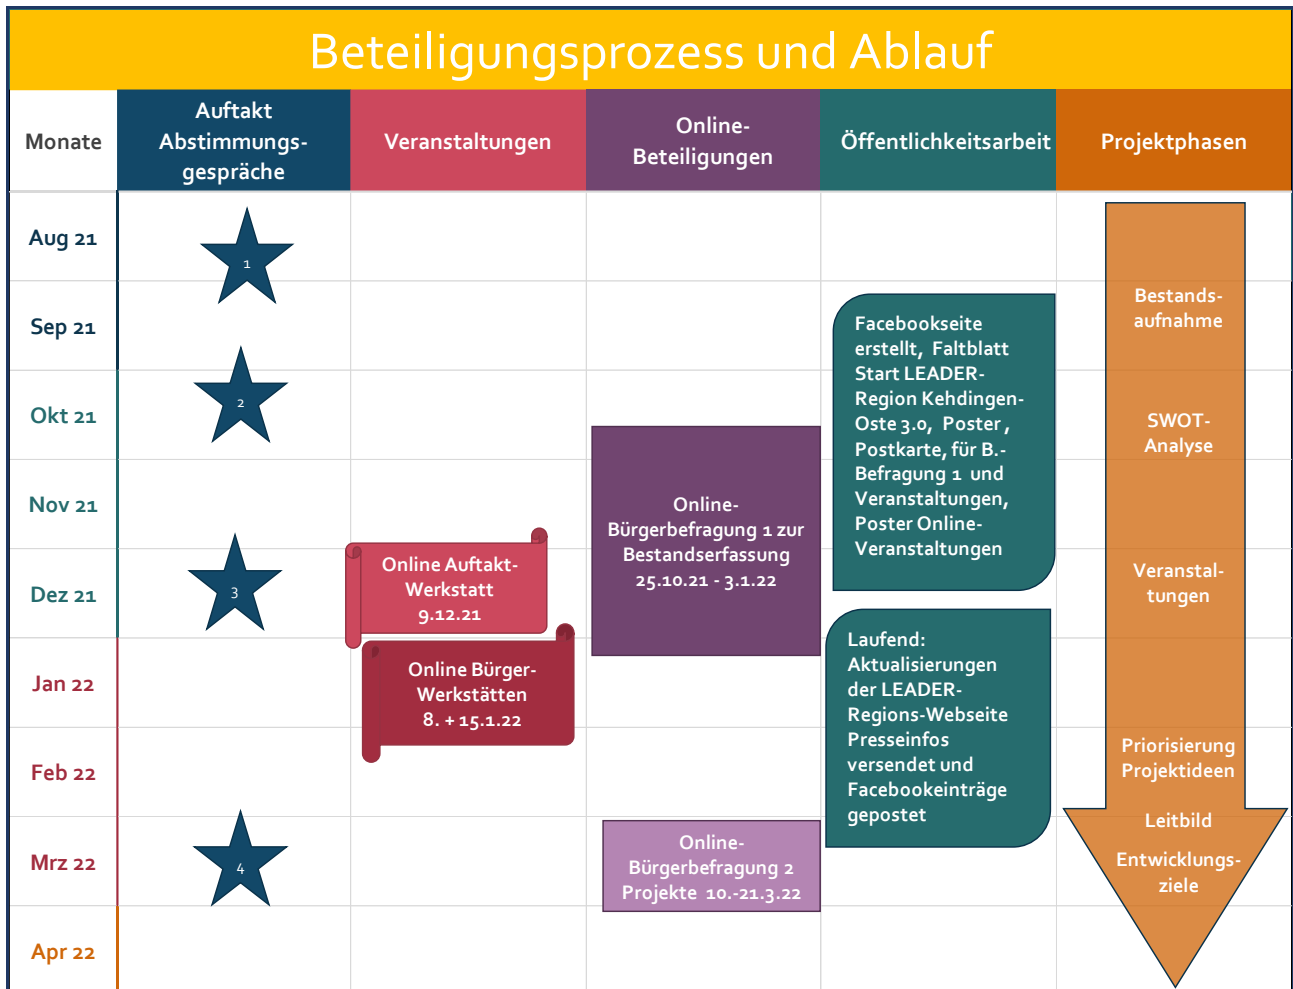 Beteiligungsprozess und Ablauf
Monate
Auftakt
Abstimmungs-
gespräche
Veranstaltungen
Online-
Beteiligungen
Öffentlichkeitsarbeit
Projektphasen
Aug 21
Sep 21
Okt 21
Nov 21
Dez 21
Jan 22
Feb 22
Mrz 22
Apr 22
1
2
3
4
Online Auftakt-
Werkstatt
9.12.21
Online Bürger-
Werkstätten
8. + 15.1.22
Online-
Bürgerbefragung 1 zur
Bestandserfassung
25.10.21 - 3.1.22
Online-
Bürgerbefragung 2
Projekte 10.-21.3.22
Facebookseite
erstellt, Faltblatt
Start LEADER-
Region Kehdingen-
Oste 3.0, Poster ,
Postkarte, für B.-
Befragung 1 und
Veranstaltungen,
Poster Online-
Veranstaltungen
Laufend:
Aktualisierungen
der LEADER-
Regions-Webseite
Presseinfos
versendet und
Facebookeinträge
gepostet
Bestands-
aufnahme
SWOT-
Analyse
Veranstal-
tungen
Priorisierung
Projektideen
Leitbild
Entwicklungs-
ziele